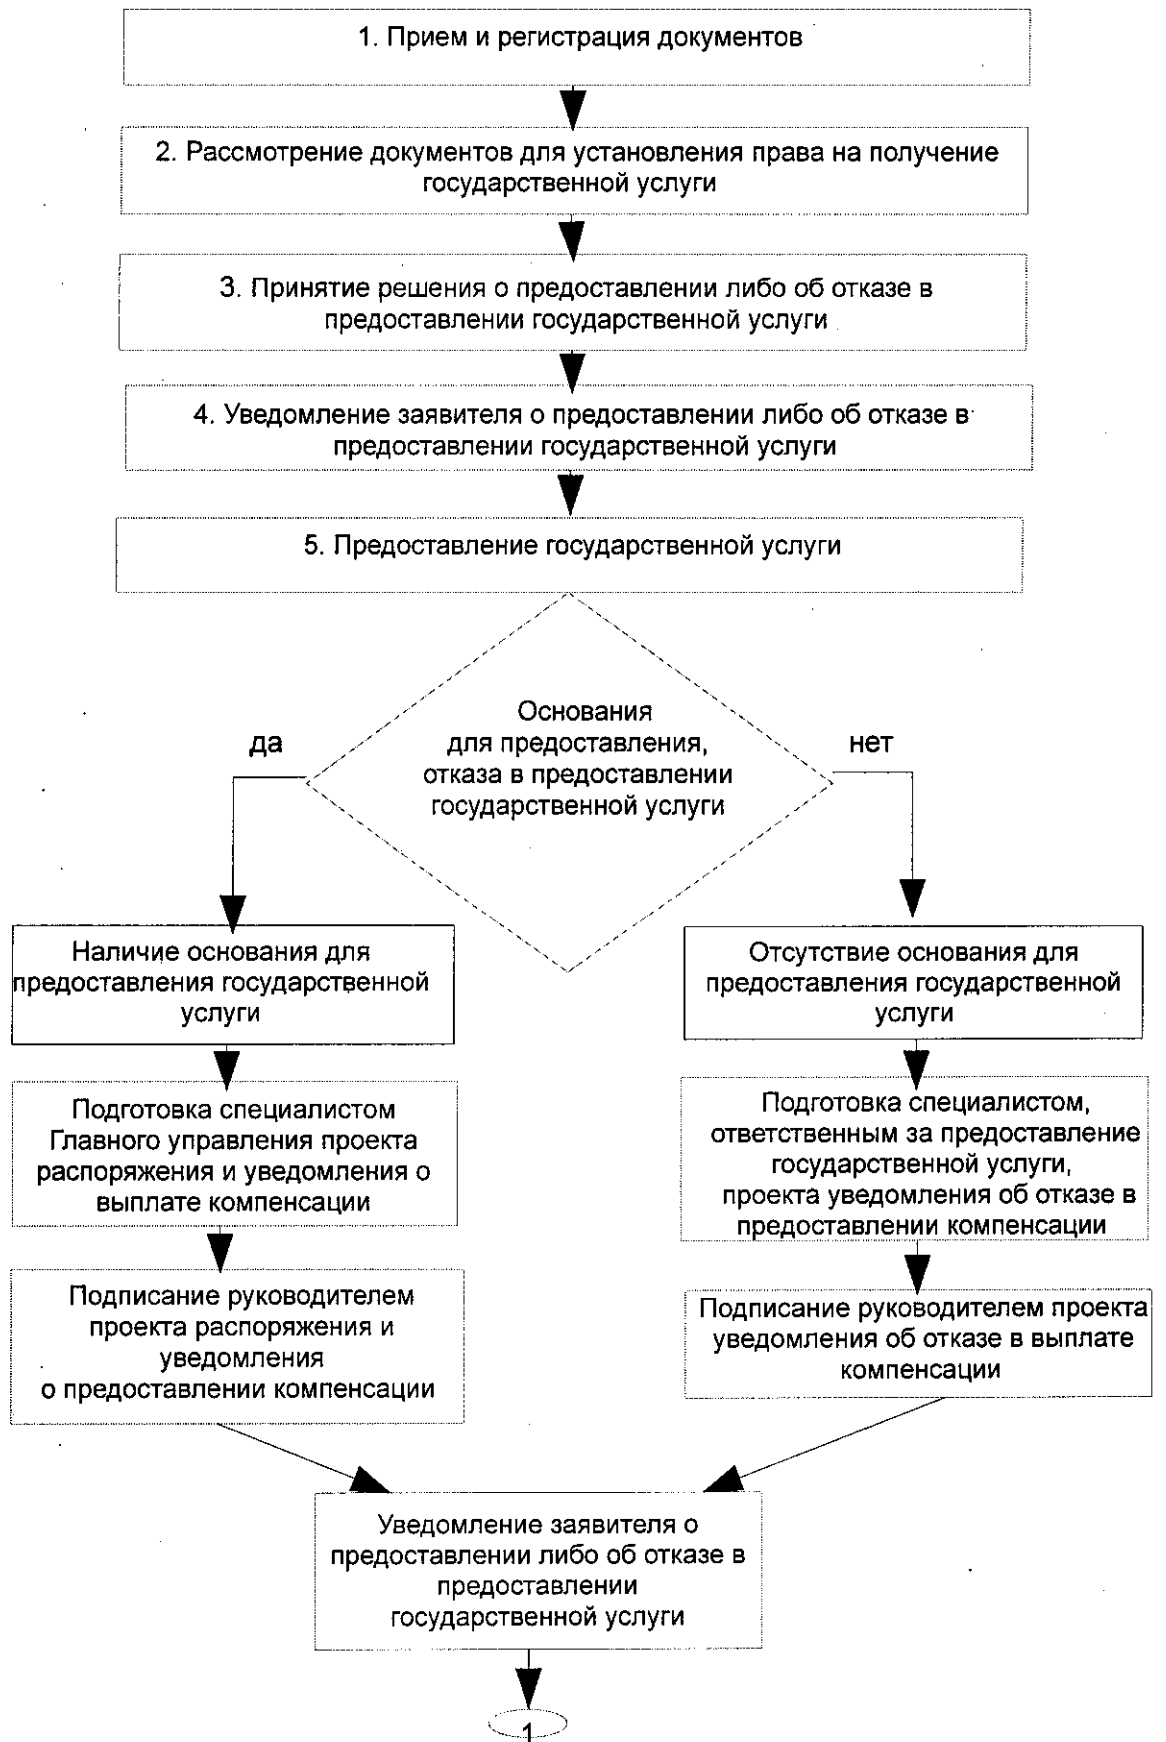 1. Прием и регистрация документов
2. Рассмотрение документов для установления права на получение
государственной услуги
3. Принятие решения о предоставлении либо об отказе в
предоставлении государственной услуги
4. Уведомление заявителя о предоставлении либо об отказе в
предоставлении государственной услуги
5. Предоставление государственной услуги
Основания
для предоставления,
отказа в предоставлении
государственной услуги
да
нет
Наличие основания для
предоставления государственной
услуги
Отсутствие основания для
предоставления государственной
услуги
Подготовка специалистом
Главного управления проекта
распоряжения и уведомления о
выплате компенсации
Подготовка специалистом,
ответственным за предоставление
государственной услуги,
проекта уведомления об отказе в
предоставлении компенсации
Подписание руководителем
проекта распоряжения и
уведомления
о предоставлении компенсации
Подписание руководителем проекта
уведомления об отказе в выплате
компенсации
Уведомление заявителя о
предоставлении либо об отказе в
предоставлении
государственной услуги
1